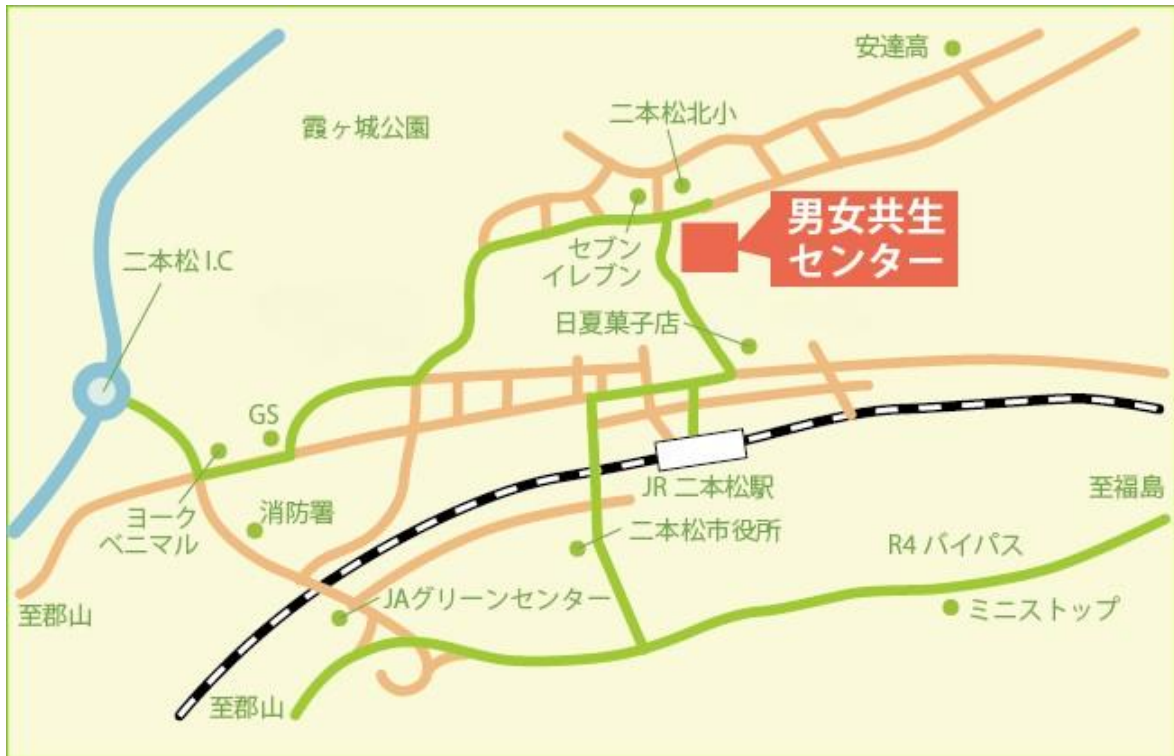 安達高
二本松北小
霞ヶ城公園
男女共生
センター
セブン
イレブン
二本松 I.C
日夏菓子店
GS
JR 二本松駅
至福島
消防署
ヨーク
ベニマル
二本松市役所
R4 バイパス
JAグリーンセンター
ミニストップ
至郡山
至郡山